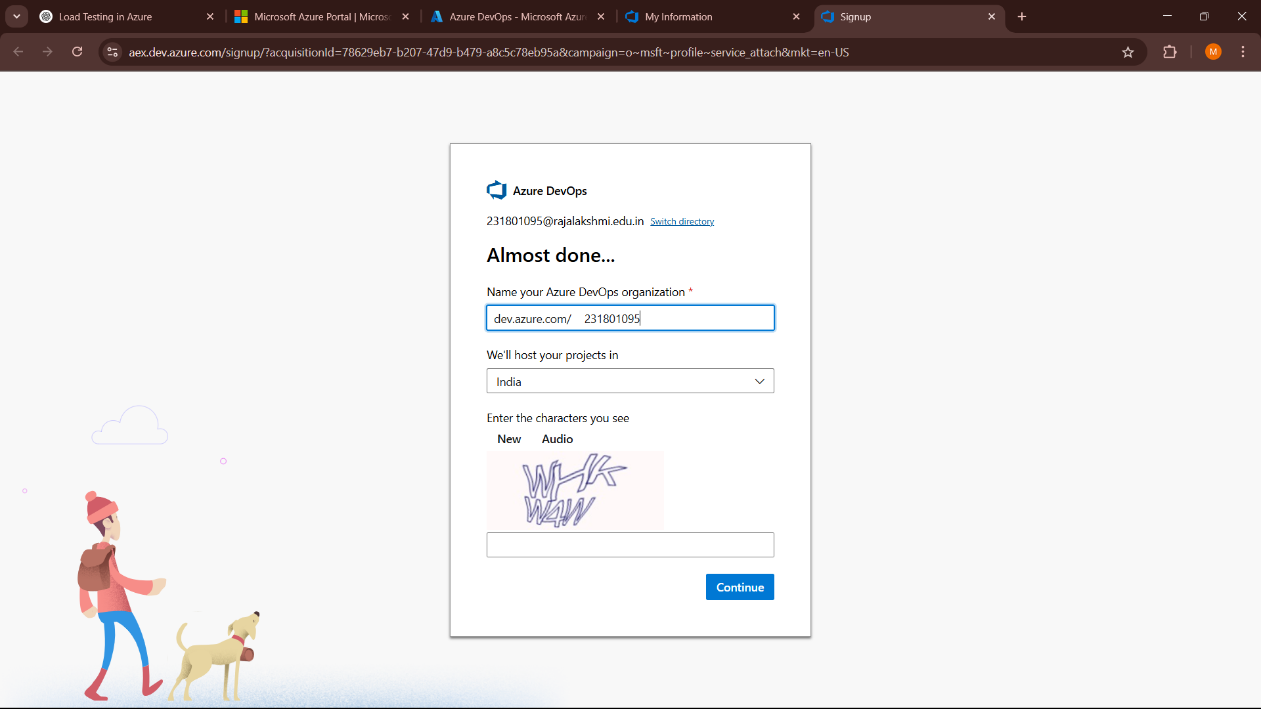 Load Testing in Azure
Microsoft Azure Portal | Micros
Azure DevOps - Microsoft Azur
My Information
Signup
aex.dev.azure.com/signup/?acquisitionId=78629eb7-b207-47d9-b479-a8c5c78eb95a&campaign=o~msft~profile~service_attach&mkt=en-US
M
Azure DevOps
231801095@rajalakshmi.edu.in Switch directory
Almost done...
Name your Azure DevOps organization *
dev.azure.com/ 231801095
We'll host your projects in
India
Enter the characters you see
New Audio
Continue